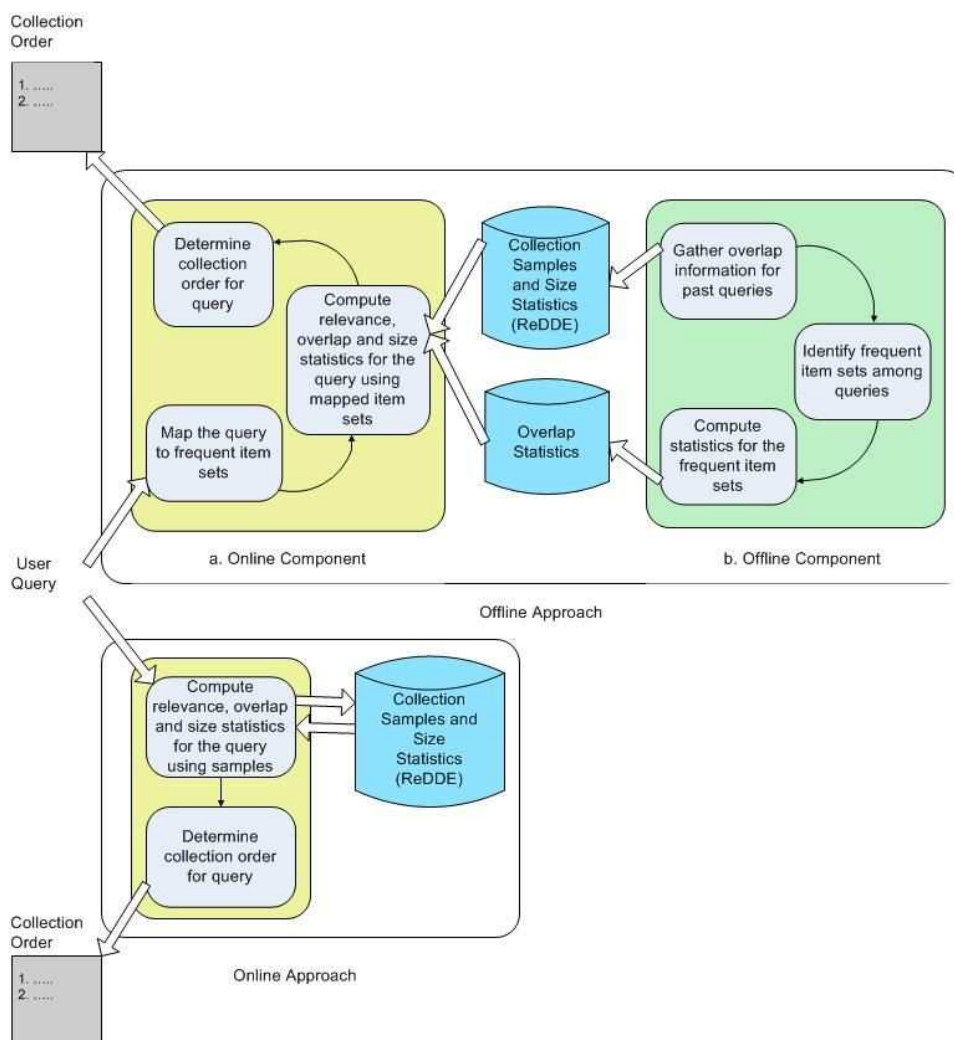 Collection
Order
1. .....
2. .....
Determine
collection
order for
query
Compute
relevance,
overlap and size
statistics for the
query using
mapped item
sets
Map the query
to frequent item
sets
Collection
Samples
and Size
Statistics
(ReDDE)
Overlap
Statistics
Gather overlap
information for
past queries
Identify frequent
item sets among
queries
Compute
statistics for the
frequent item
sets
a. Online Component
b. Offline Component
User
Query
Offline Approach
Compute
relevance, overlap
and size statistics
for the query
using samples
Collection
Samples and
Size
Statistics
(ReDDE)
Determine
collection order
for query
Collection
Order
Online Approach
1. .....
2. .....